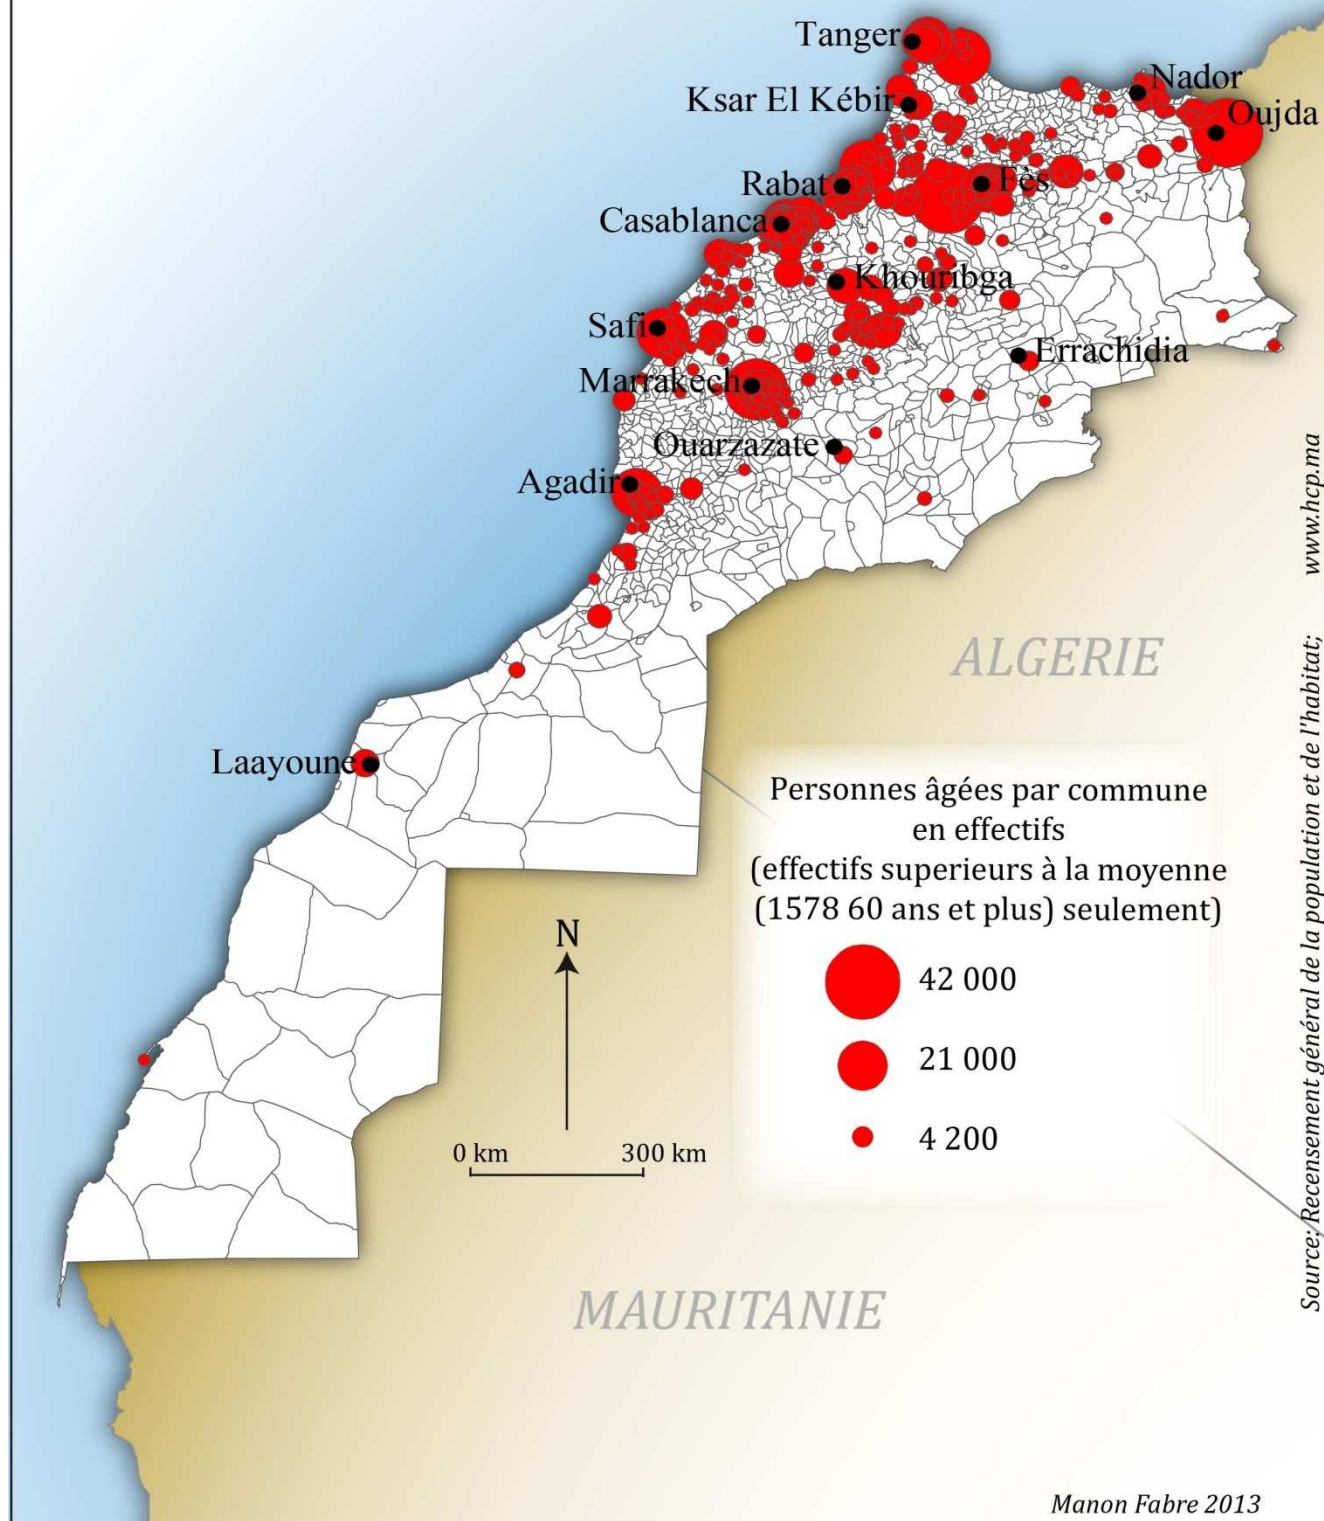 Tanger
Nador
Ksar El Kébir
Oujda
Rabat
Fès
Casablanca
Khouribga
Safi
Errachidia
Marrakech
Ouarzazate
Agadir
ALGERIE
Laayoune
Personnes âgées par commune
en effectifs
(effectifs superieurs à la moyenne
(1578 60 ans et plus) seulement)
42 000
21 000
4 200
N
0 km 300 km
MAURITANIE
Source; Recensement général de la population et de l'habitat; www.hcp.ma
Manon Fabre 2013